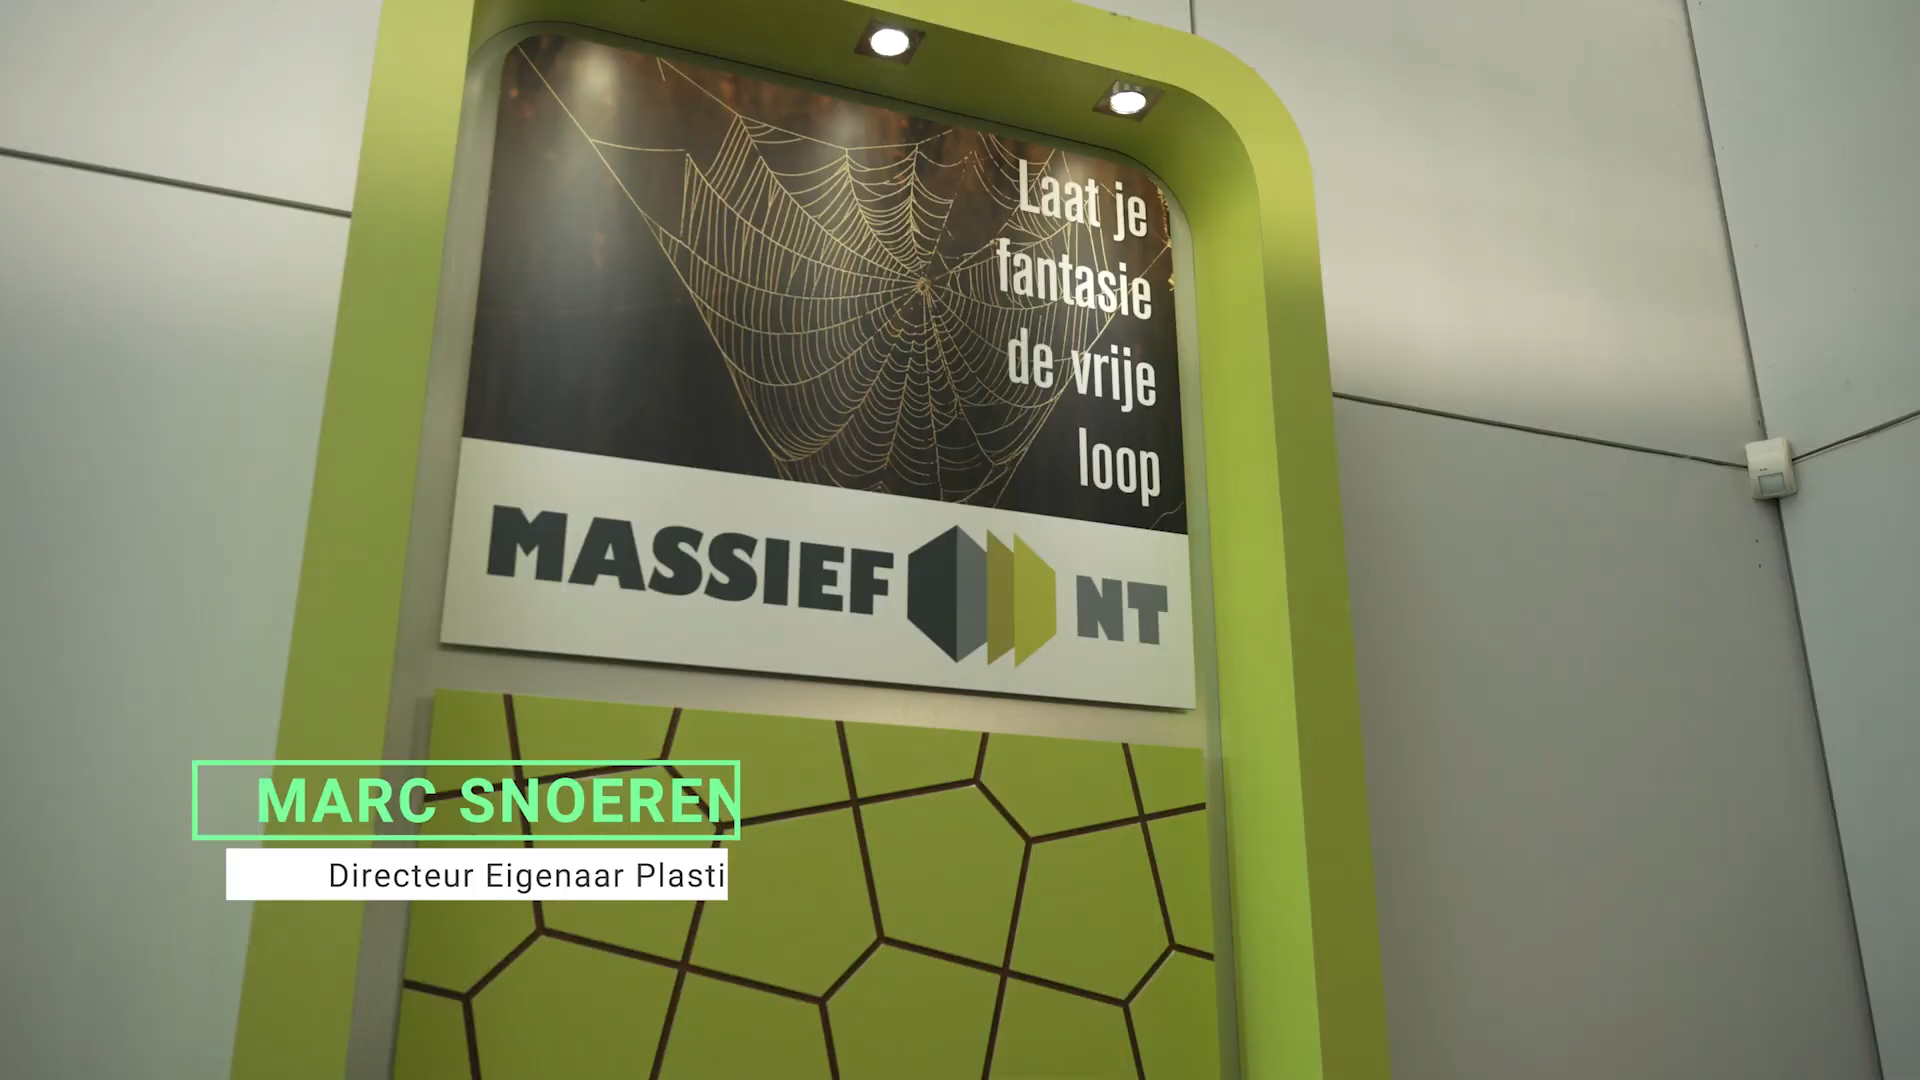 Laat je
fantasie
de vrije
loop
MASSIEF NT
MARC SNOEREN
Directeur Eigenaar Plasti